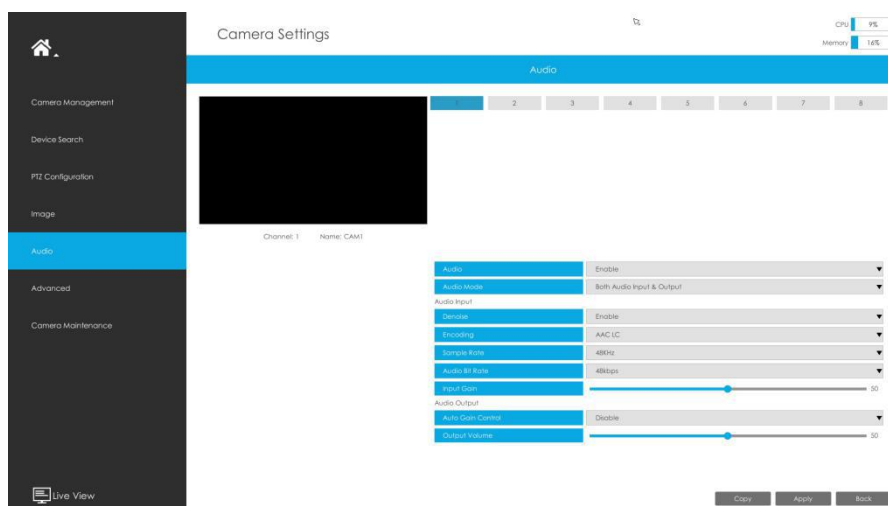 Camera Settings
CPU 9%
Memory 16%
Audio
Camera Management
Device Search
PTZ Configuration
Image
Audio
Advanced
Camera Maintenance
Live View
1 2 3 4 5 6 7 8
Channel: 1 Name: CAM1
Audio Enable
Audio Mode Both Audio Input & Output
Audio Input
Denoise Enable
Encoding AAC LC
Sample Rate 48KHz
Audio Bit Rate 48kbps
Input Gain 50
Audio Output
Auto Gain Control Disable
Output Volume 50
Copy Apply Back